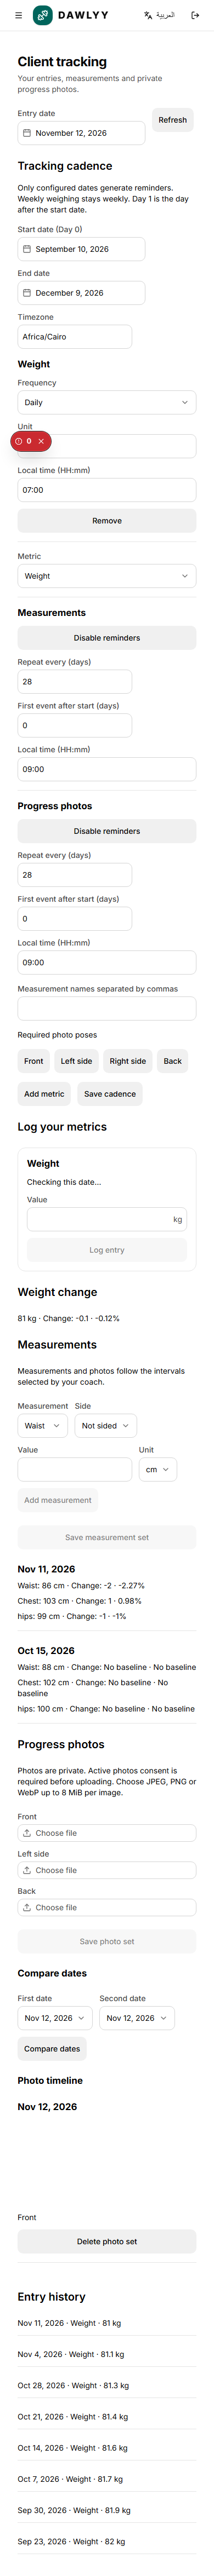 DAWLYY
العربية
Client tracking
Your entries, measurements and private
progress photos.
Entry date
November 12, 2026
Refresh
Tracking cadence
Only configured dates generate reminders.
Weekly weighing stays weekly. Day 1 is the day
after the start date.
Start date (Day 0)
September 10, 2026
End date
December 9, 2026
Timezone
Africa/Cairo
Weight
Frequency
Daily
Unit
0
Local time (HH:mm)
07:00
Remove
Metric
Weight
Measurements
Disable reminders
Repeat every (days)
28
First event after start (days)
0
Local time (HH:mm)
09:00
Progress photos
Disable reminders
Repeat every (days)
28
First event after start (days)
0
Local time (HH:mm)
09:00
Measurement names separated by commas
Required photo poses
Front
Left side
Right side
Back
Add metric
Save cadence
Log your metrics
Weight
Checking this date...
Value
kg
Log entry
Weight change
81 kg · Change: -0.1 · -0.12%
Measurements
Measurements and photos follow the intervals
selected by your coach.
Measurement Side
Waist
Not sided
Value
Unit
cm
Add measurement
Save measurement set
Nov 11, 2026
Waist: 86 cm · Change: -2 · -2.27%
Chest: 103 cm · Change: 1 · 0.98%
hips: 99 cm · Change: -1 · -1%
Oct 15, 2026
Waist: 88 cm · Change: No baseline · No baseline
Chest: 102 cm · Change: No baseline · No
baseline
hips: 100 cm · Change: No baseline · No baseline
Progress photos
Photos are private. Active photos consent is
required before uploading. Choose JPEG, PNG or
WebP up to 8 MiB per image.
Front
Choose file
Left side
Choose file
Back
Choose file
Save photo set
Compare dates
First date
Second date
Nov 12, 2026
Nov 12, 2026
Compare dates
Photo timeline
Nov 12, 2026
Front
Delete photo set
Entry history
Nov 11, 2026 · Weight · 81 kg
Nov 4, 2026 · Weight · 81.1 kg
Oct 28, 2026 · Weight · 81.3 kg
Oct 21, 2026 · Weight · 81.4 kg
Oct 14, 2026 · Weight · 81.6 kg
Oct 7, 2026 · Weight · 81.7 kg
Sep 30, 2026 · Weight · 81.9 kg
Sep 23, 2026 · Weight · 82 kg